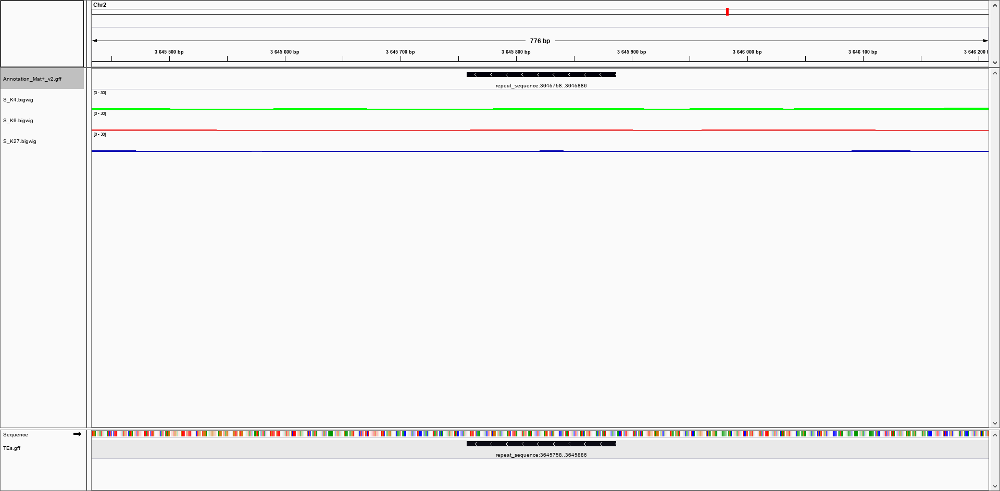 Chr2
776 bp
3 645 500 bp
3 645 600 bp
3 645 700 bp
3 645 800 bp
3 645 900 bp
3 646 000 bp
3 646 100 bp
3 646 200
Annotation_Mat+_v2.gff
repeat_sequence:3645758..3645886
[0 - 30]
S_K4.bigwig
[0 - 30]
S_K9.bigwig
[0 - 30]
S_K27.bigwig
Sequence
TEs.gff
repeat_sequence:3645758..3645886